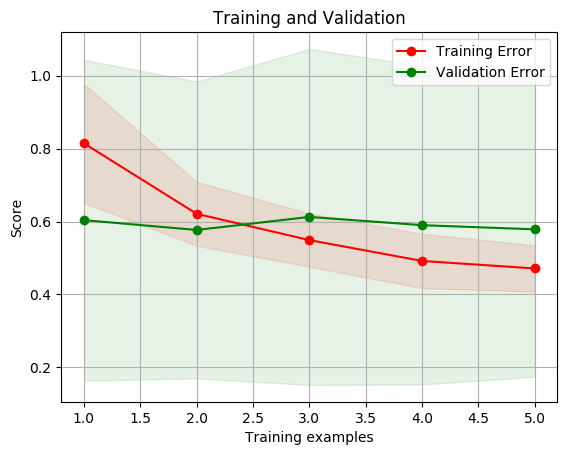 Training and Validation
Training Error
Validation Error
1.0
0.8
0.6
0.4
0.2
Score
1.0 1.5 2.0 2.5 3.0 3.5 4.0 4.5 5.0
Training examples